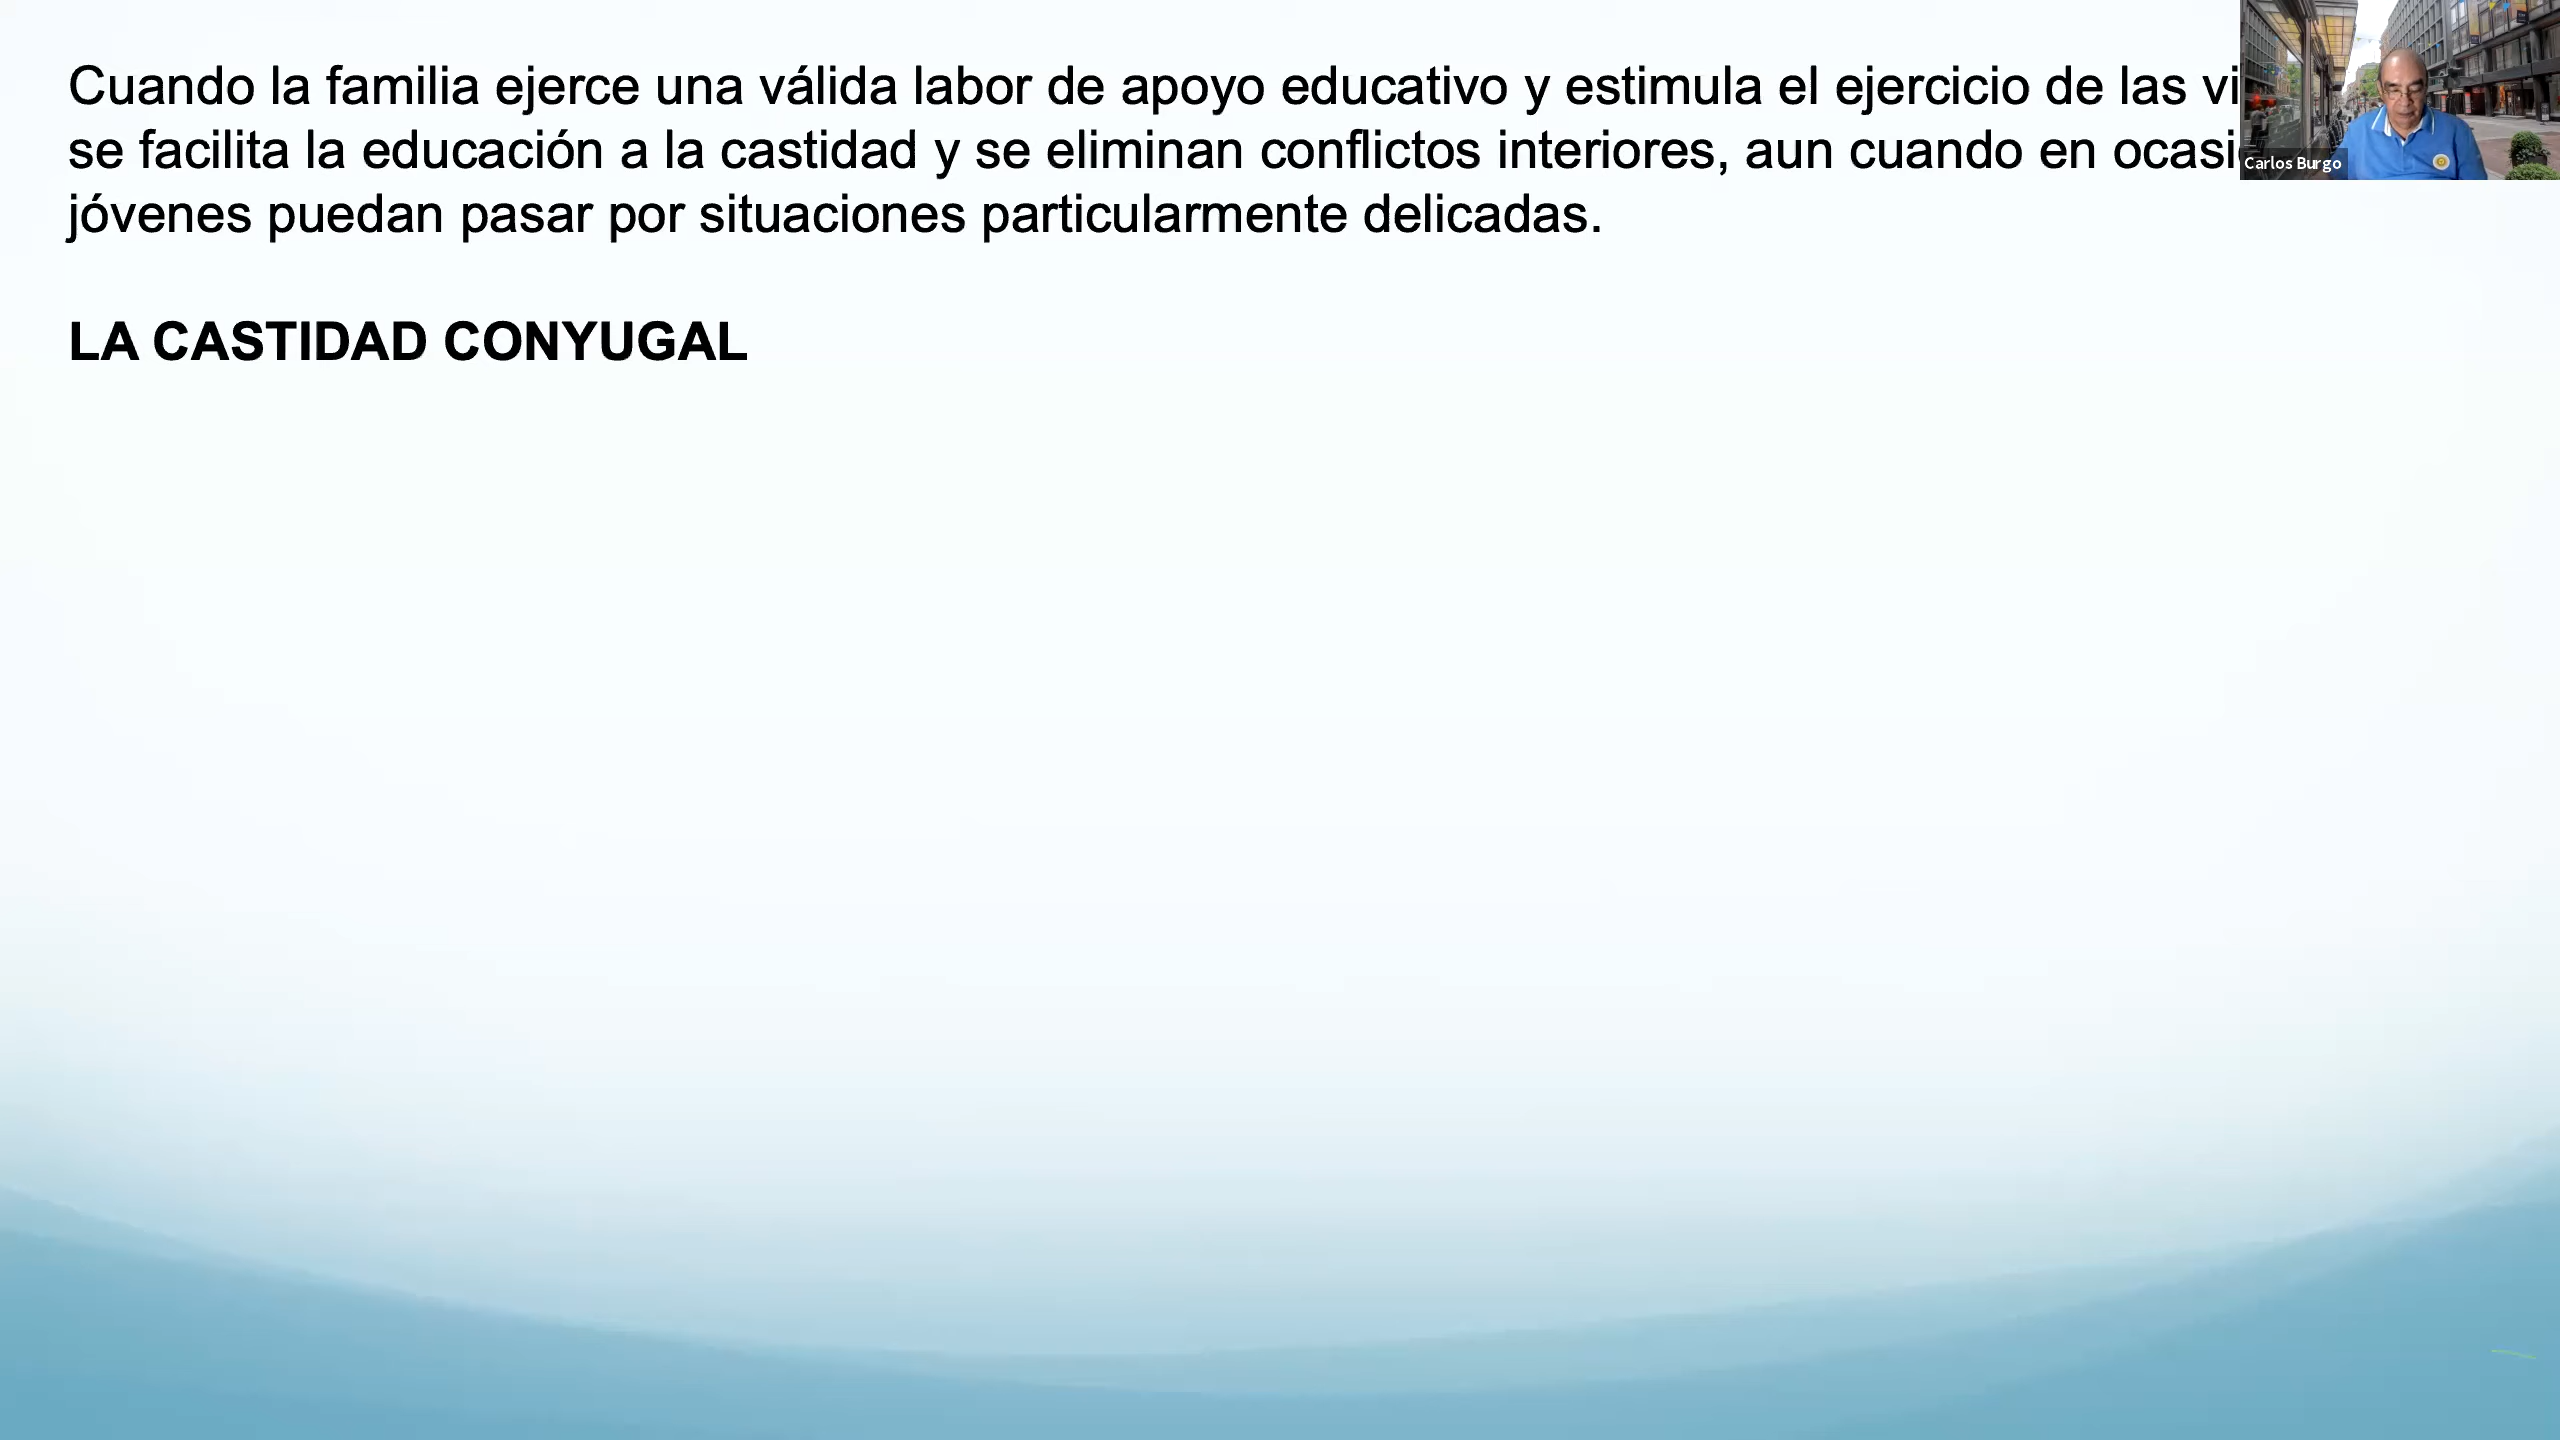 Cuando la familia ejerce una válida labor de apoyo educativo y estimula el ejercicio de las
se facilita la educación a la castidad y se eliminan conflictos interiores, aun cuando en
jóvenes puedan pasar por situaciones particularmente delicadas.
LA CASTIDAD CONYUGAL
Carlos Burgo